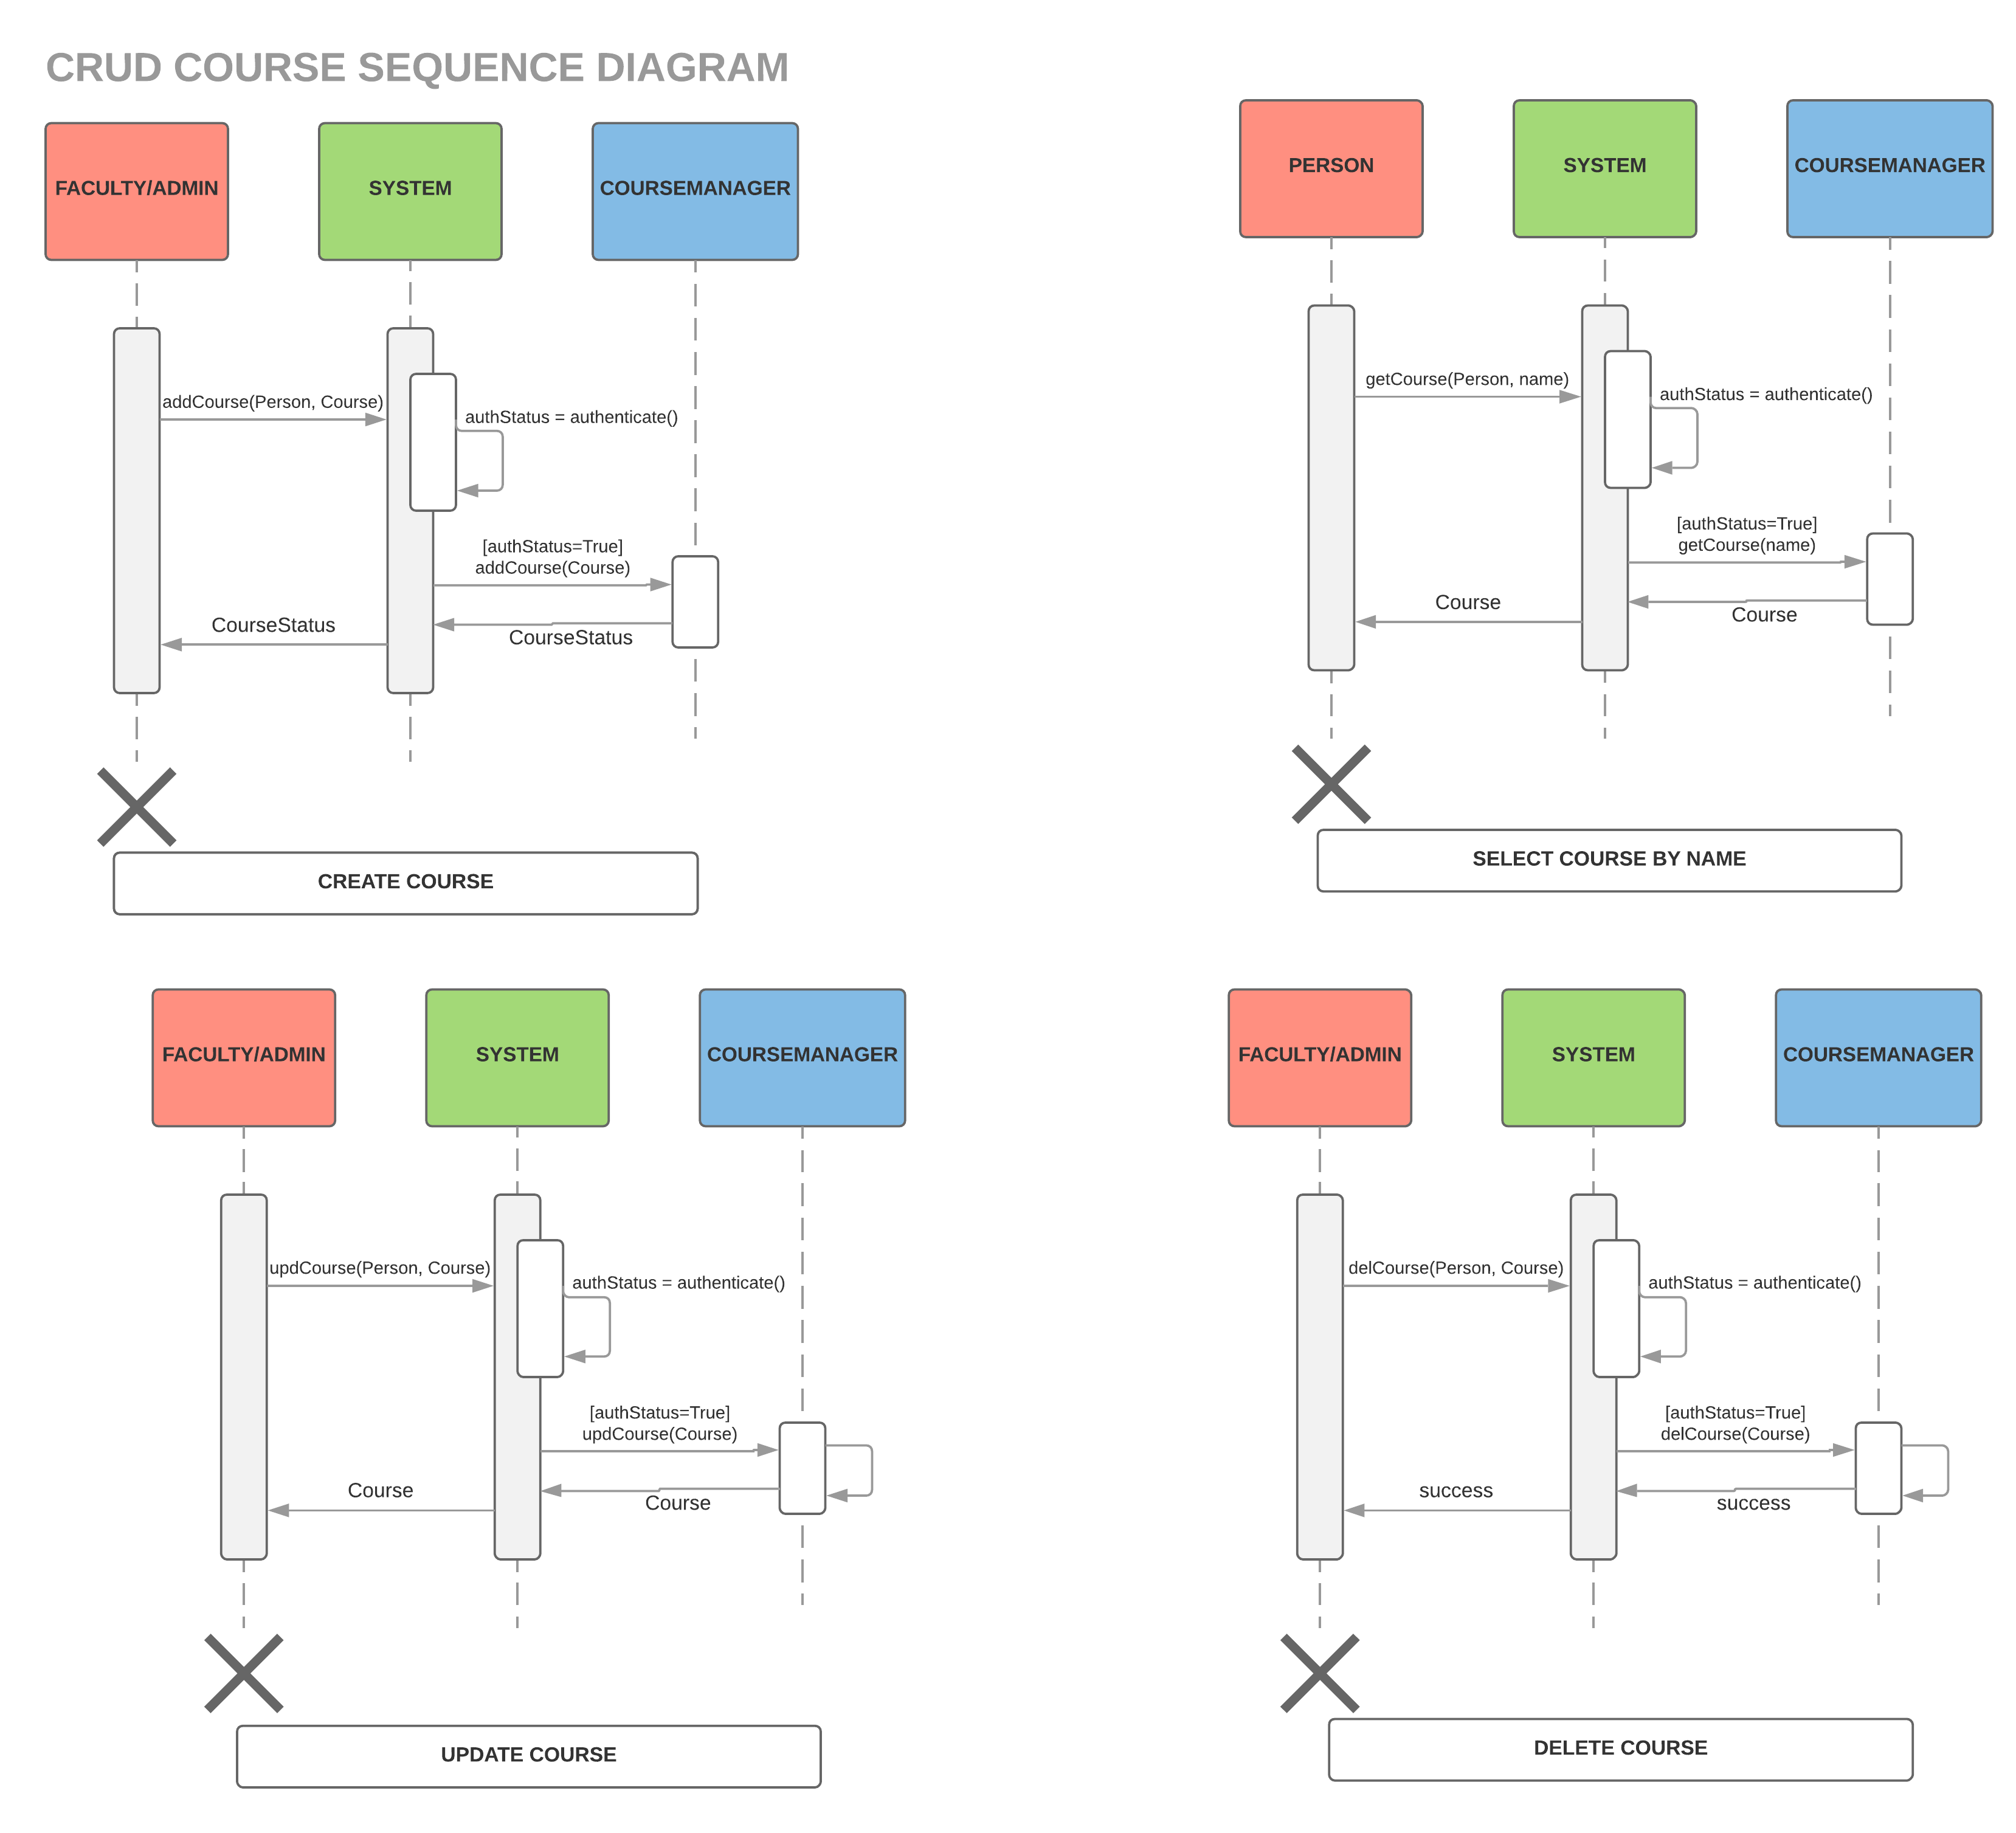 CRUD COURSE SEQUENCE DIAGRAM
FACULTY/ADMIN
SYSTEM
COURSEMANAGER
addCourse(Person, Course)
authStatus = authenticate()
[authStatus=True]
addCourse(Course)
CourseStatus
CourseStatus
CREATE COURSE
PERSON
SYSTEM
COURSEMANAGER
getCourse(Person, name)
authStatus = authenticate()
[authStatus=True]
getCourse(name)
Course
Course
SELECT COURSE BY NAME
FACULTY/ADMIN
SYSTEM
COURSEMANAGER
updCourse(Person, Course)
authStatus = authenticate()
[authStatus=True]
updCourse(Course)
Course
Course
UPDATE COURSE
FACULTY/ADMIN
SYSTEM
COURSEMANAGER
delCourse(Person, Course)
authStatus = authenticate()
[authStatus=True]
delCourse(Course)
success
success
DELETE COURSE